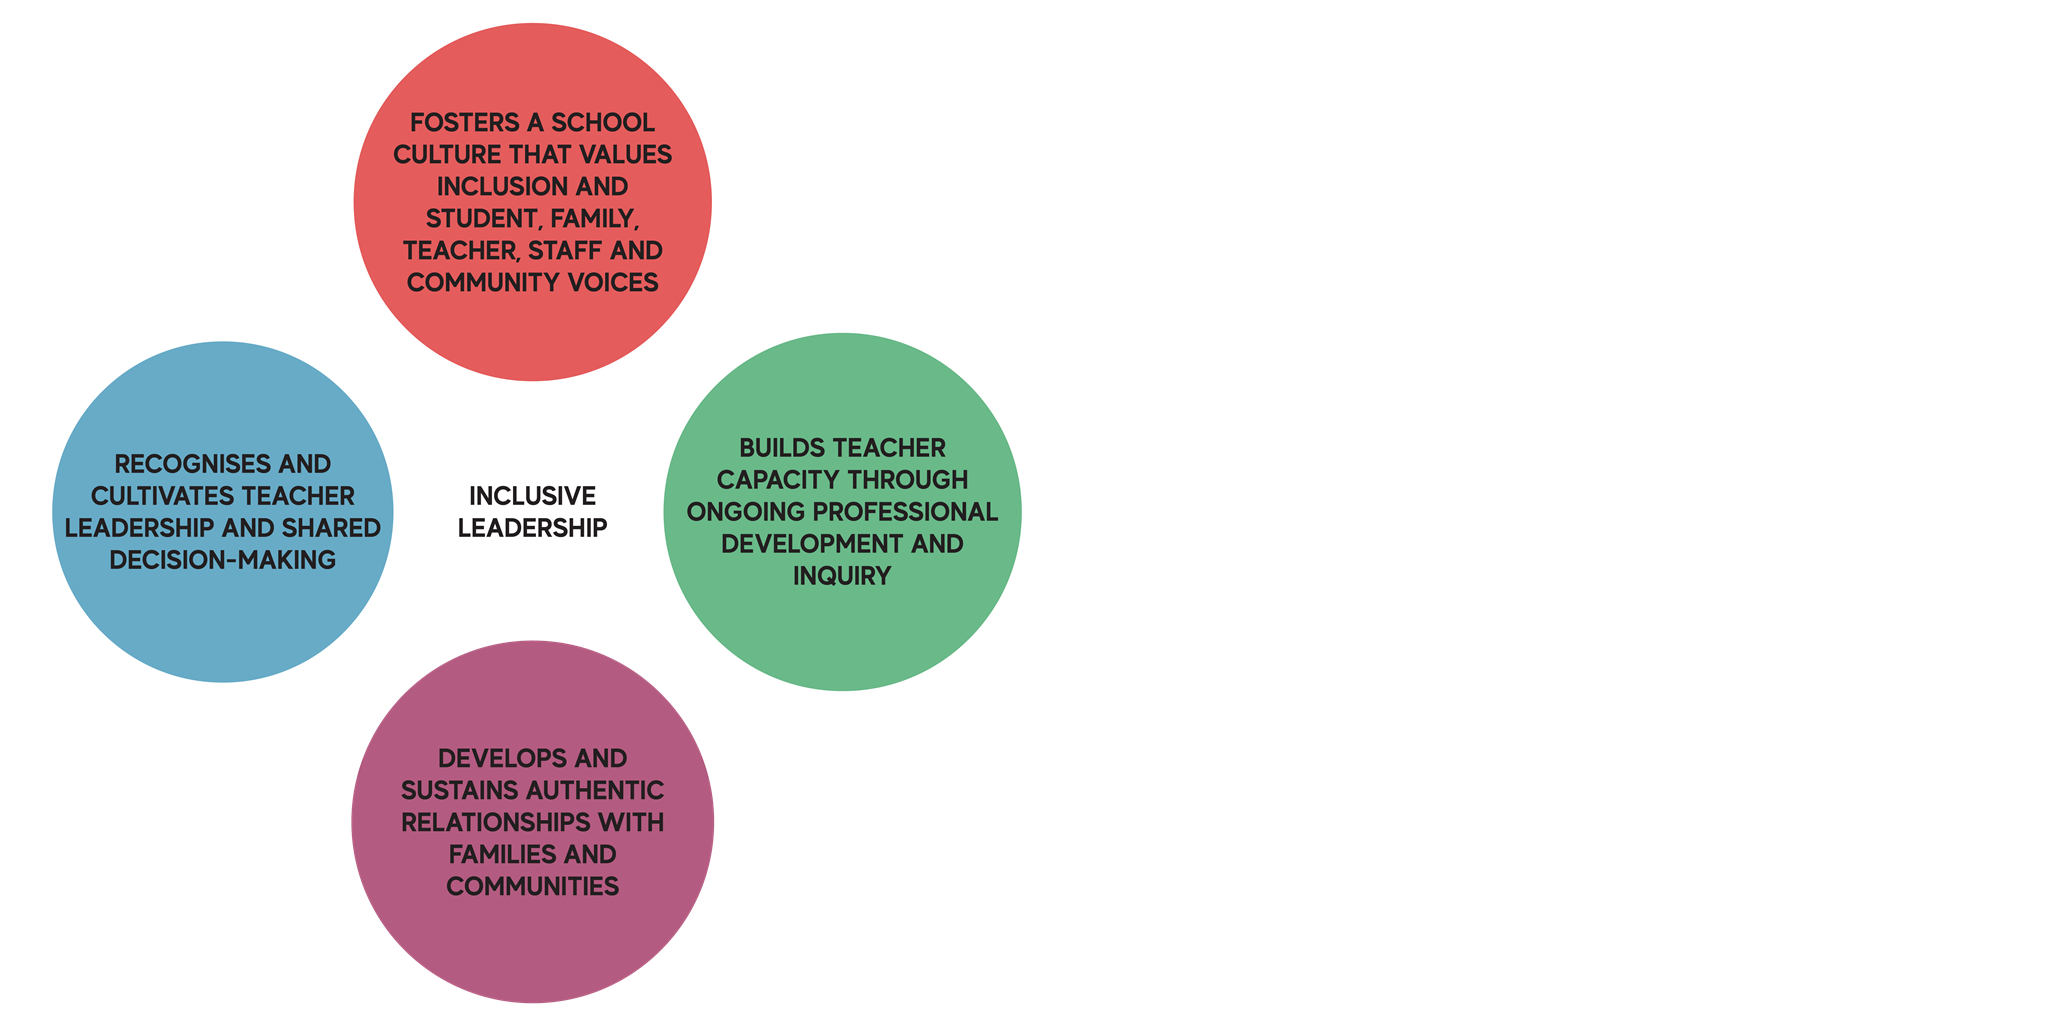 FOSTERS A SCHOOL
CULTURE THAT VALUES
INCLUSION AND
STUDENT, FAMILY,
TEACHER, STAFF AND
COMMUNITY VOICES
RECOGNISES AND
CULTIVATES TEACHER
LEADERSHIP AND SHARED
DECISION-MAKING
INCLUSIVE
LEADERSHIP
BUILDS TEACHER
CAPACITY THROUGH
ONGOING PROFESSIONAL
DEVELOPMENT AND
INQUIRY
DEVELOPS AND
SUSTAINS AUTHENTIC
RELATIONSHIPS WITH
FAMILIES AND
COMMUNITIES